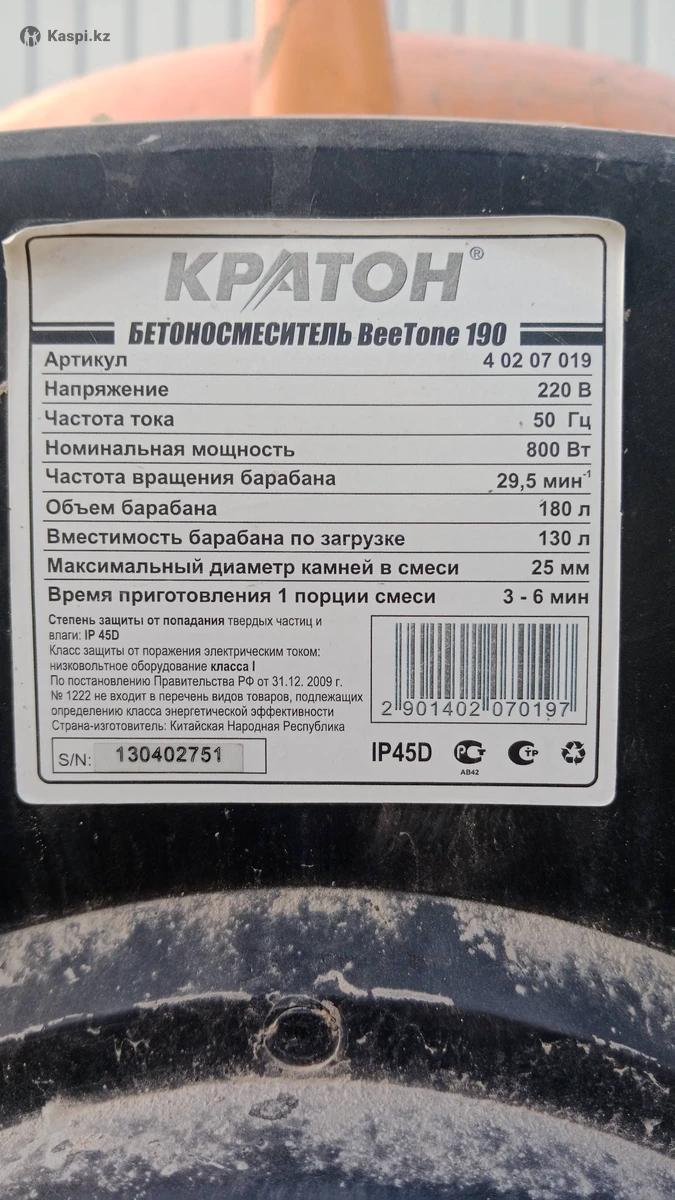 Kaspi.kz
КРАТОН®
БЕТОНОСМЕСИТЕЛЬ BeeTone 190
Артикул 4 02 07 019
Напряжение 220 В
Частота тока 50 Гц
Номинальная мощность 800 Вт
Частота вращения барабана 29,5 мин⁻¹
Объем барабана 180 л
Вместимость барабана по загрузке 130 л
Максимальный диаметр камней в смеси 25 мм
Время приготовления 1 порции смеси 3 - 6 мин
Степень защиты от попадания твердых частиц и
влаги: IP 45D
Класс защиты от поражения электрическим током:
низковольтное оборудование класса I
По постановлению Правительства РФ от 31.12. 2009 г.
№ 1222 не входит в перечень видов товаров, подлежащих
определению класса энергетической эффективности
Страна-изготовитель: Китайская Народная Республика
2 901402 070197
S/N: 130402751
IP45D
РСТ
АВ42
СТР